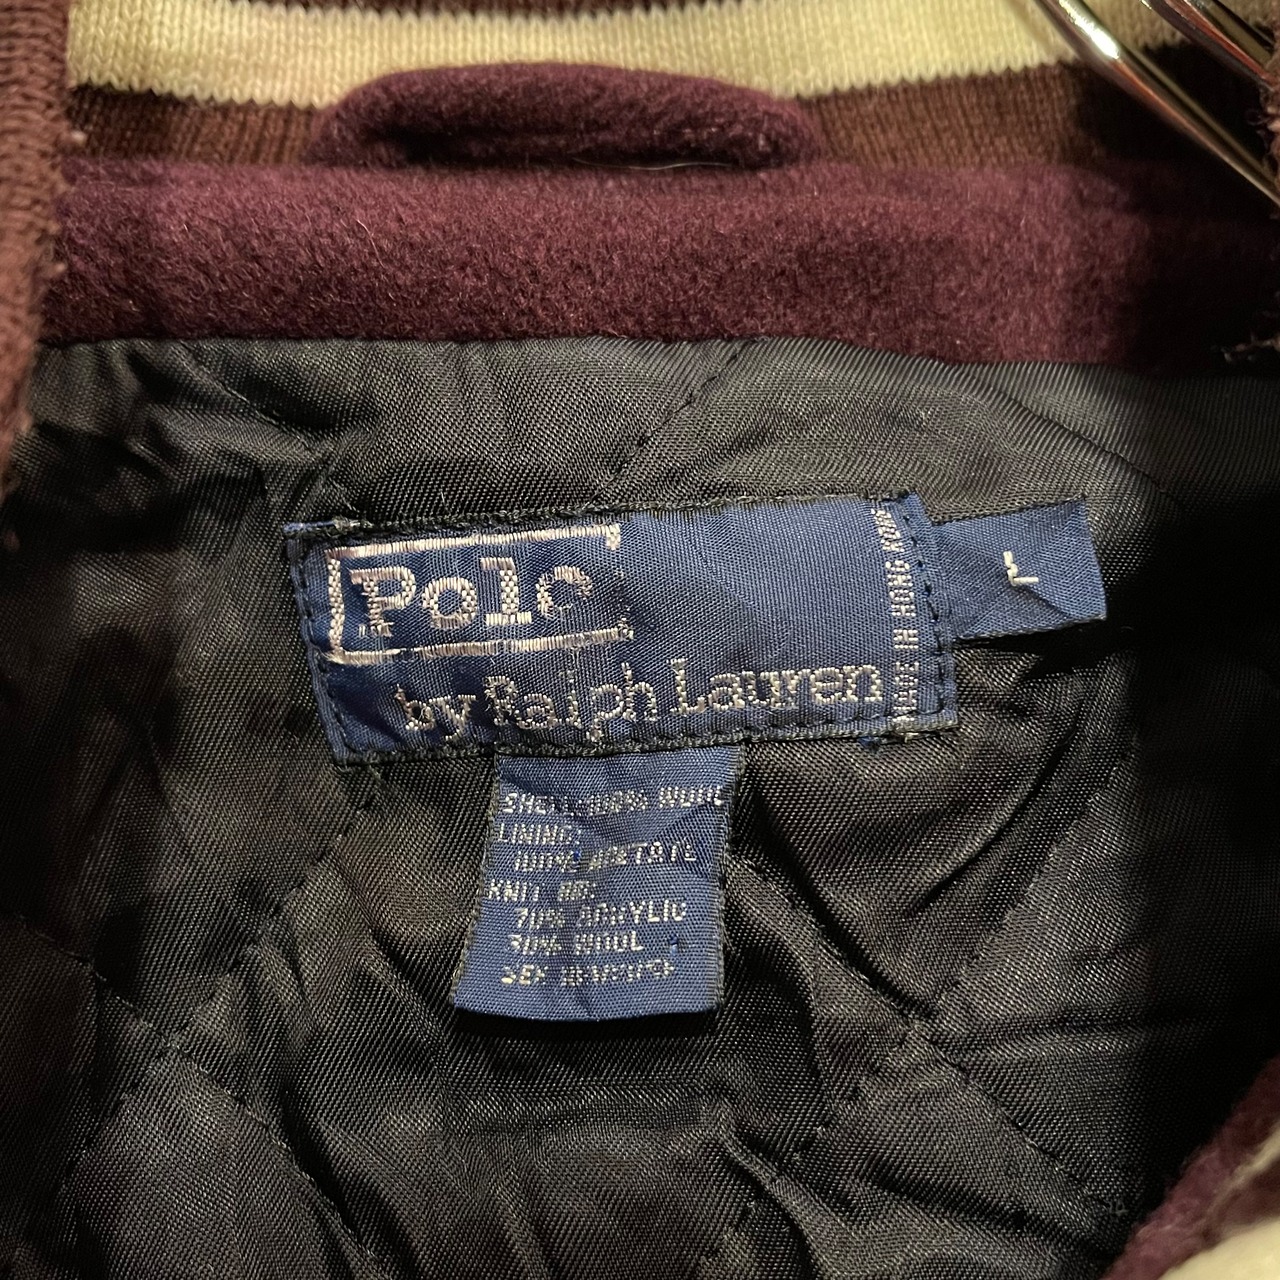 Polo
by Ralph Lauren
MADE IN HONG KONG
L
SHELL: 100% WOOL
LINING:
100% ACETATE
KNIT
70% ACRYLIC
30% WOOL